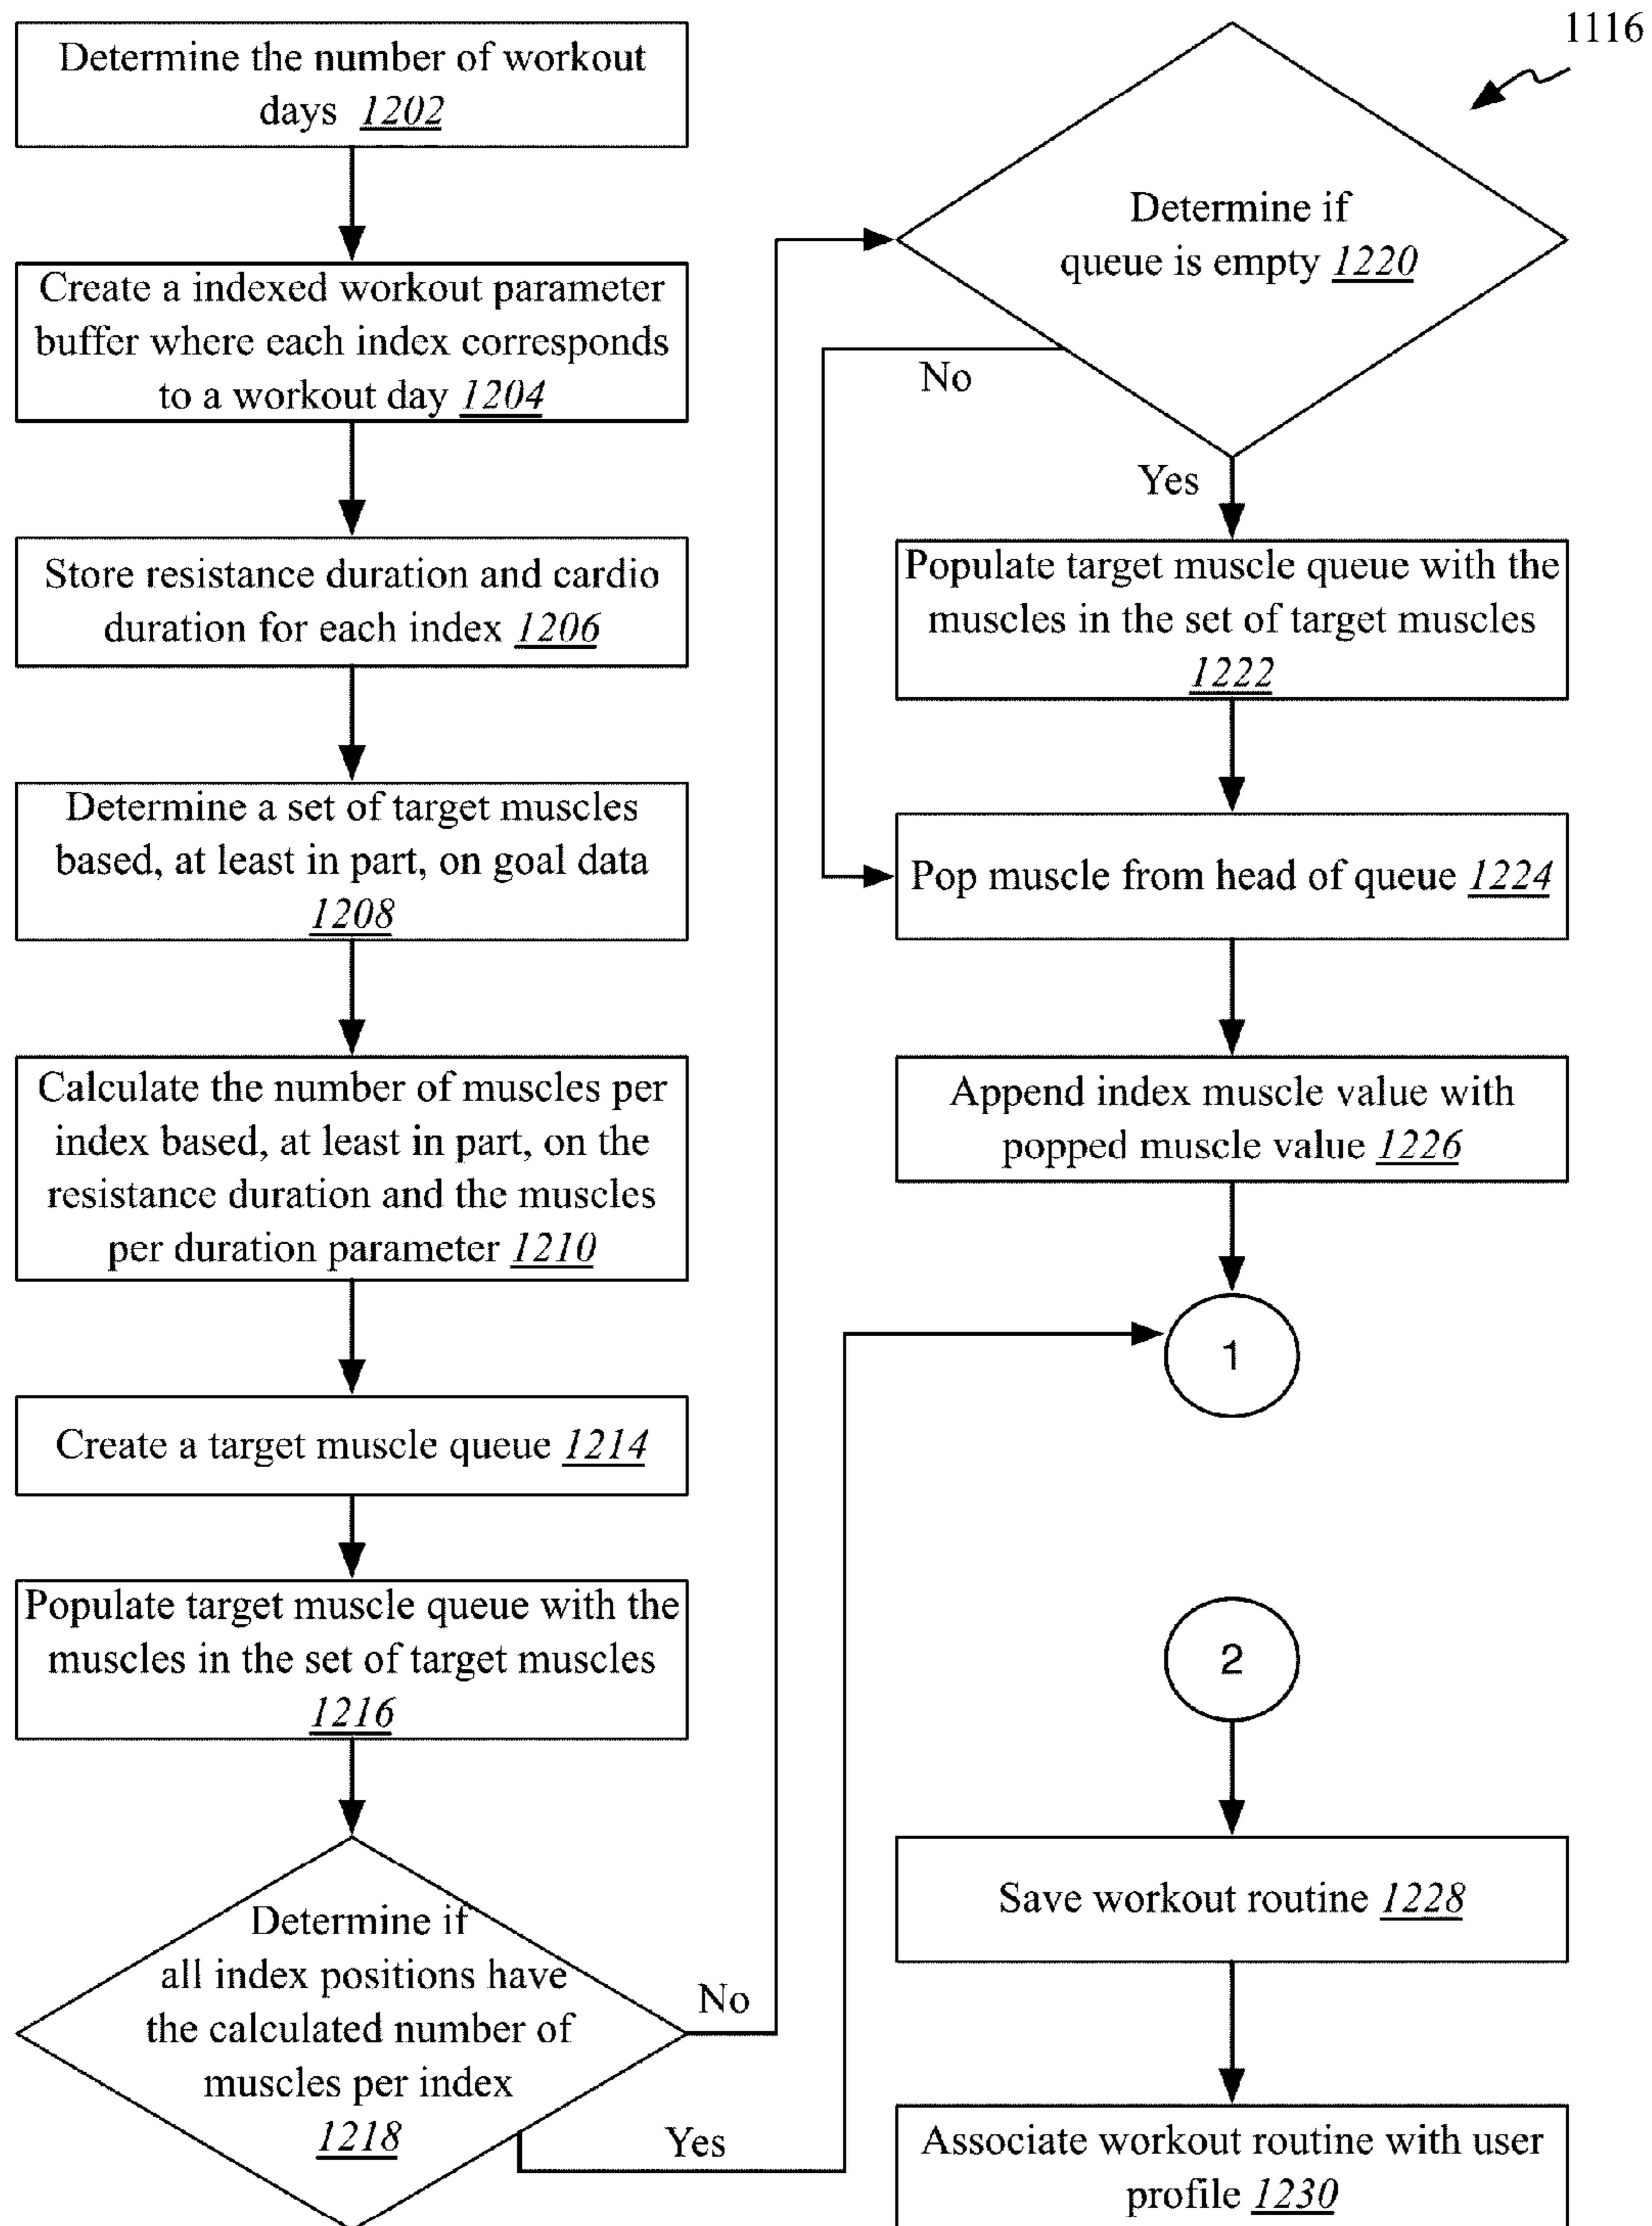 Determine the number of workout
days 1202
Create a indexed workout parameter
buffer where each index corresponds
to a workout day 1204
Store resistance duration and cardio
duration for each index 1206
Determine a set of target muscles
based, at least in part, on goal data
1208
Calculate the number of muscles per
index based, at least in part, on the
resistance duration and the muscles
per duration parameter 1210
Create a target muscle queue 1214
Populate target muscle queue with the
muscles in the set of target muscles
1216
Determine if
all index positions have
the calculated number of
muscles per index
1218
No
Yes
1116
Determine if
queue is empty 1220
No
Yes
Populate target muscle queue with the
muscles in the set of target muscles
1222
Pop muscle from head of queue 1224
Append index muscle value with
popped muscle value 1226
1
2
Save workout routine 1228
Associate workout routine with user
profile 1230